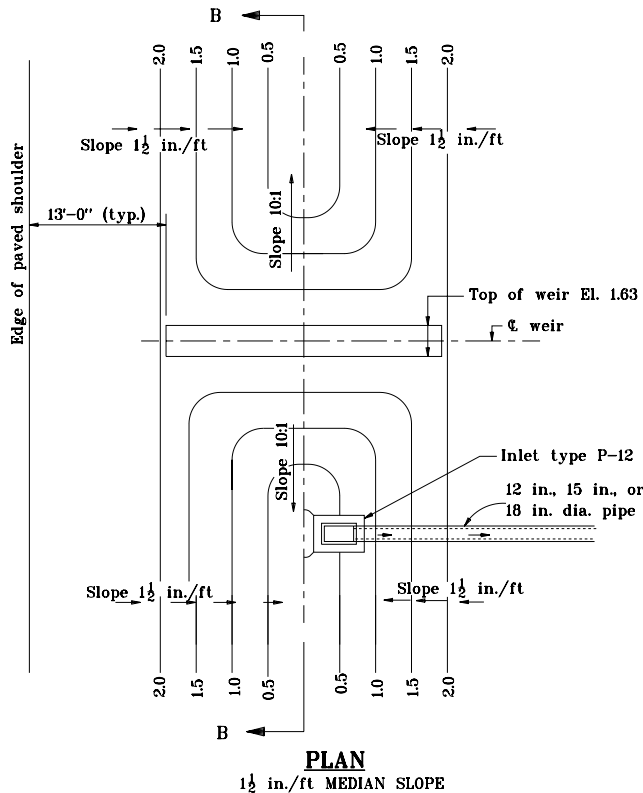 B
2.0
1.5
1.0
0.5
0.5
1.0
1.5
2.0
Slope 1½ in./ft
Slope 1½ in./ft
Edge of paved shoulder
13'-0" (typ.)
Slope 10:1
Top of weir El. 1.63
℄ weir
Slope 10:1
Inlet type P-12
12 in., 15 in., or
18 in. dia. pipe
Slope 1½ in./ft
Slope 1½ in./ft
2.0
1.5
1.0
0.5
0.5
1.0
1.5
2.0
B
PLAN
1½ in./ft MEDIAN SLOPE